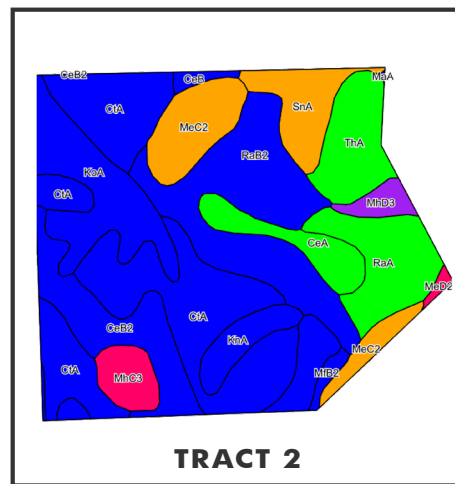 CeB2
CeB
MaA
CtA
SnA
MeC2
ThA
RaB2
KaA
CtA
MhD3
CeA
RaA
MeD2
CtA
CeB2
KnA
MeC2
CtA
MhC3
MfB2
TRACT 2